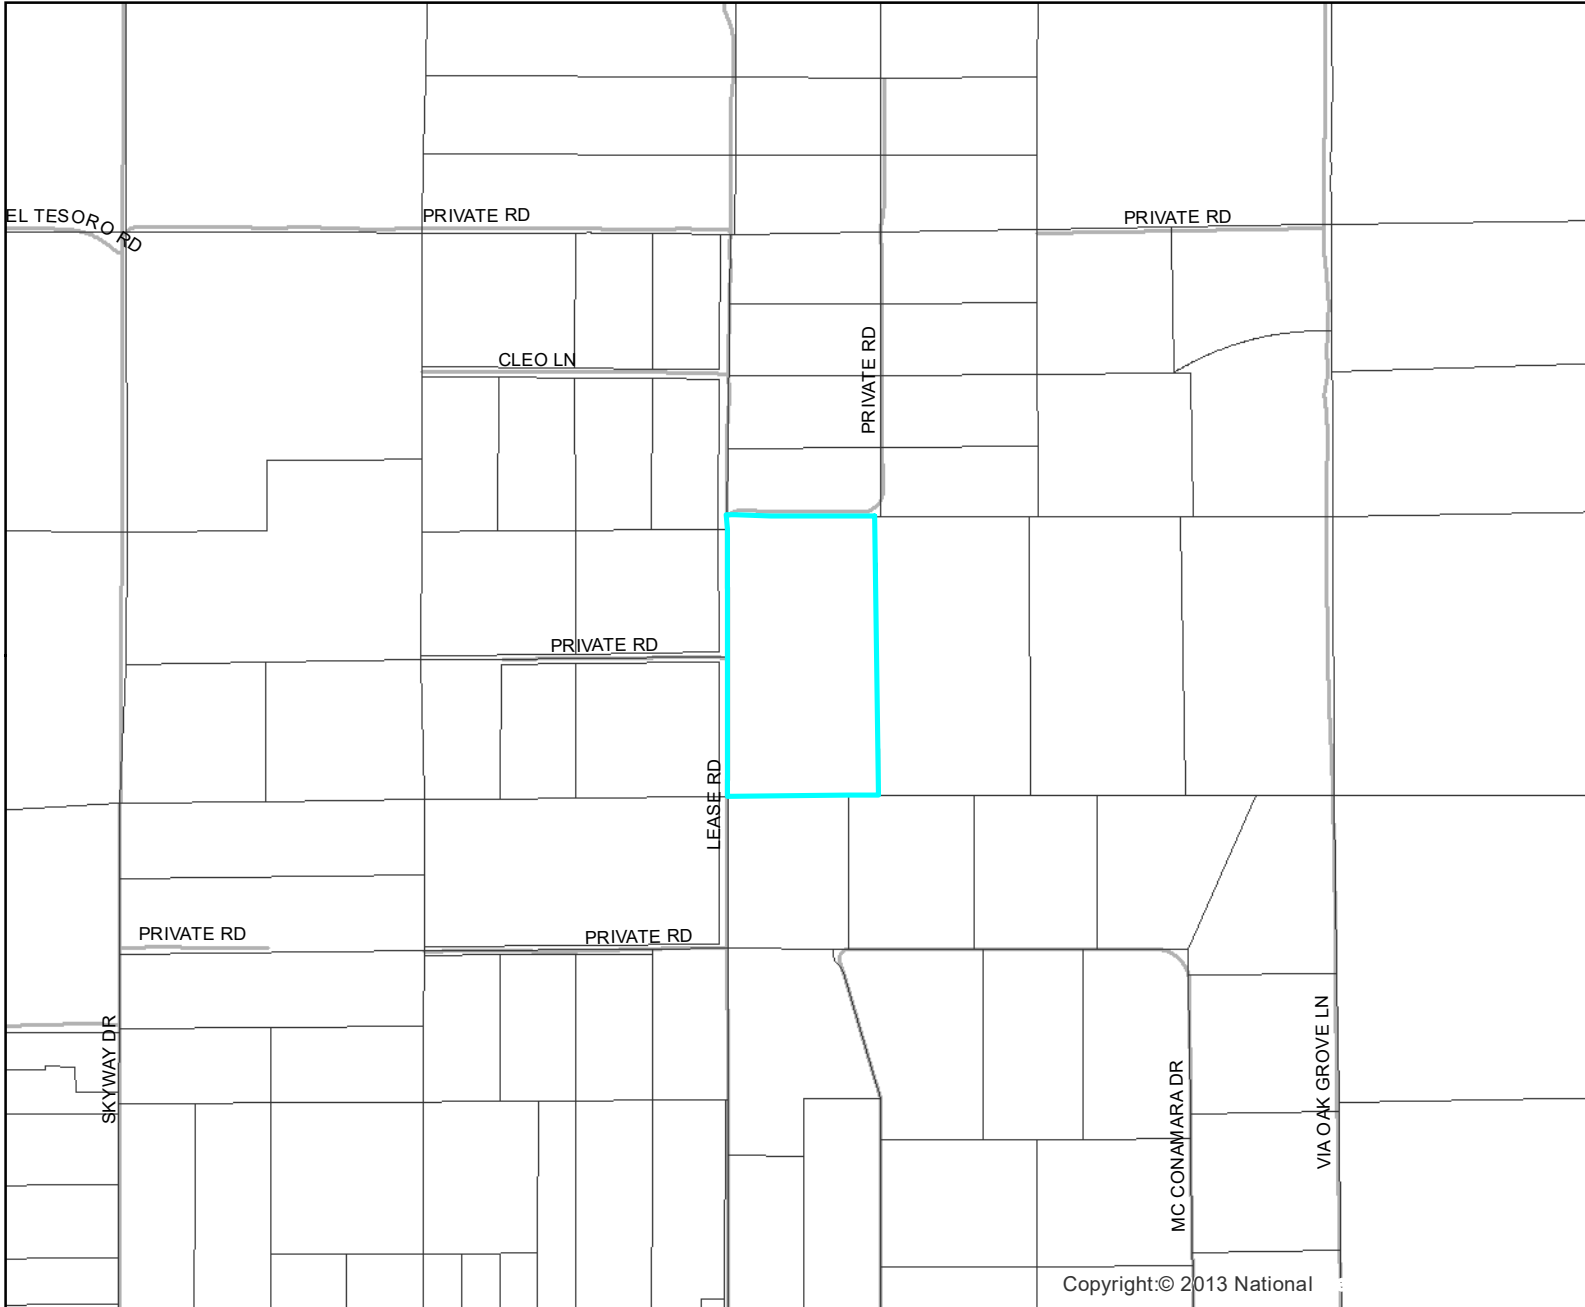 EL TESORO RD
PRIVATE RD
PRIVATE RD
PRIVATE RD
CLEO LN
PRIVATE RD
LEASE RD
PRIVATE RD
PRIVATE RD
SKYWAY DR
MC CONAMARA DR
VIA OAK GROVE LN
Copyright:© 2013 National